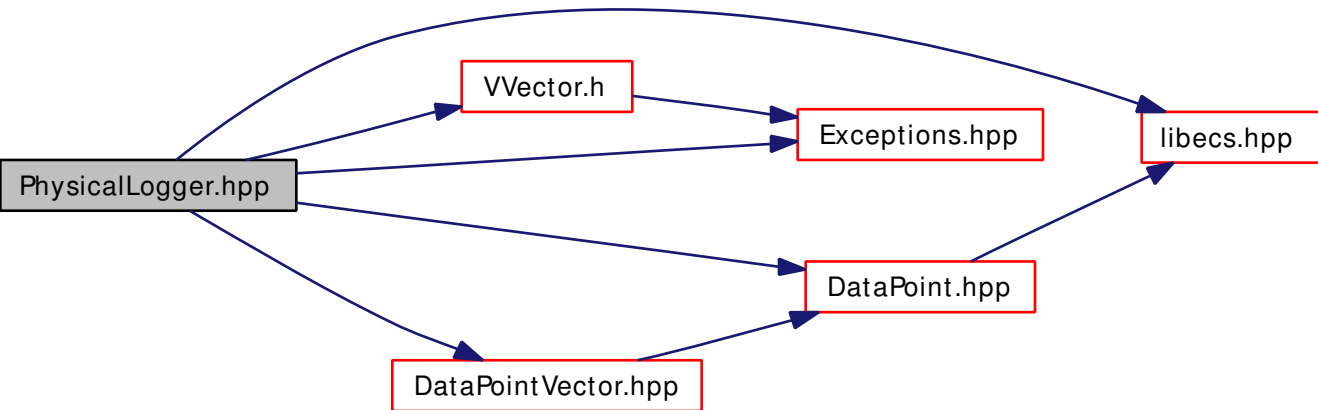 VVector.h
Exceptions.hpp
libecs.hpp
PhysicalLogger.hpp
DataPoint.hpp
DataPointVector.hpp